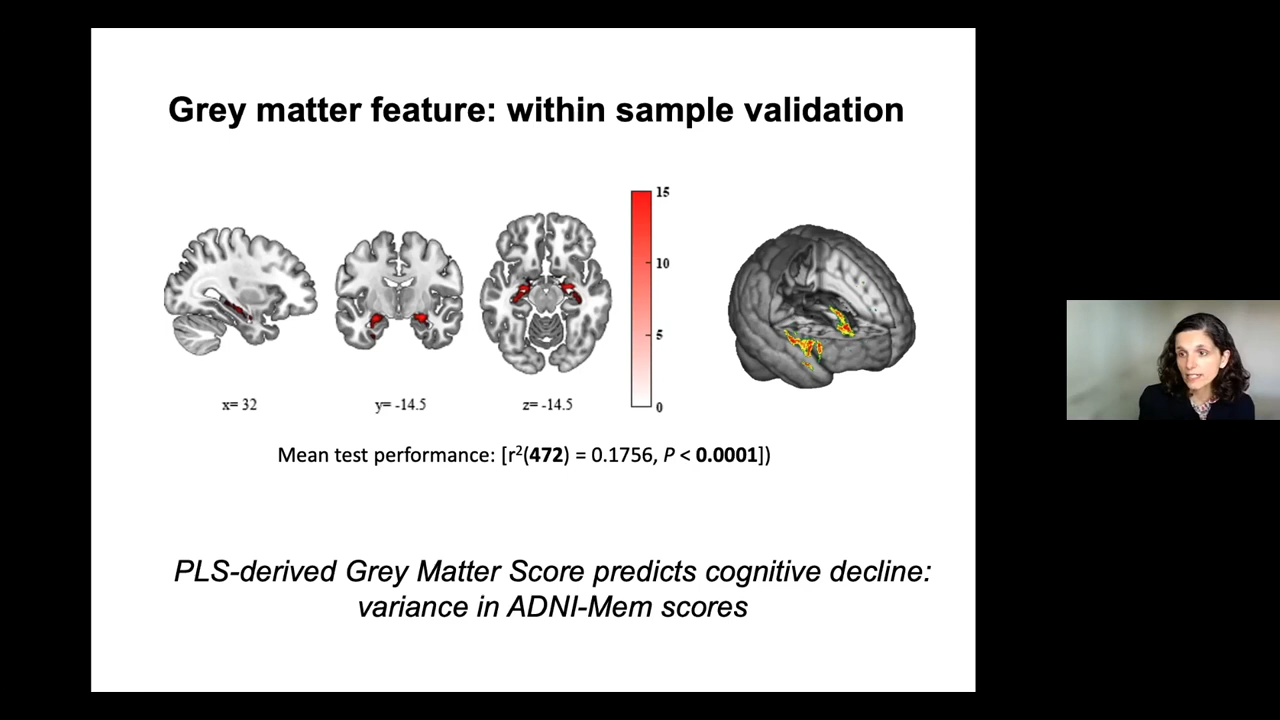 Grey matter feature: within sample validation
15
10
5
0
x= 32
y= -14.5
z= -14.5
Mean test performance: [r²(472) = 0.1756, P < 0.0001])
PLS-derived Grey Matter Score predicts cognitive decline:
variance in ADNI-Mem scores